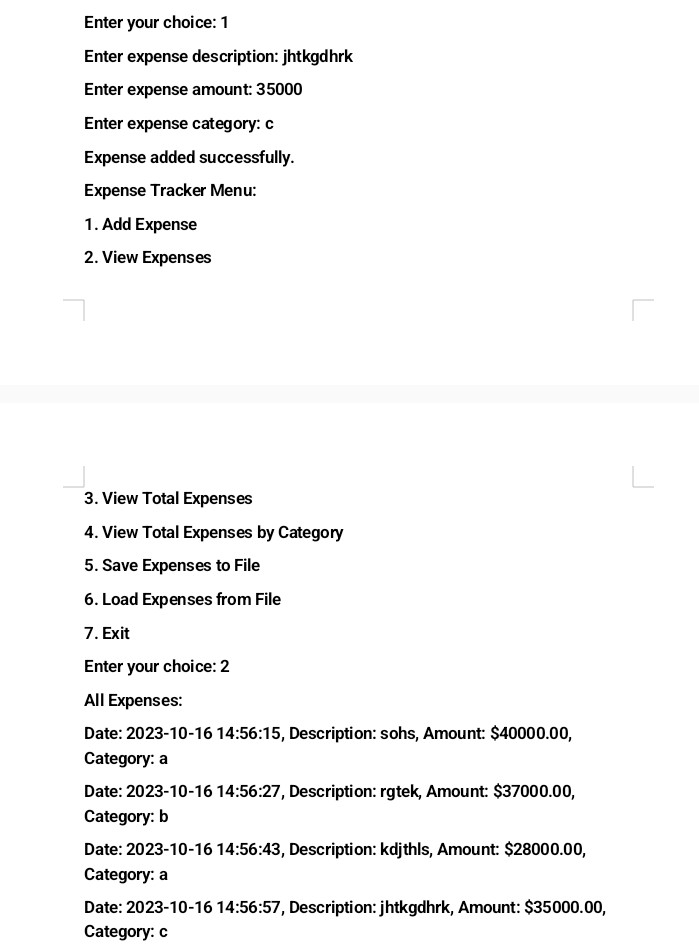 Enter your choice: 1
Enter expense description: jhtkgdhrk
Enter expense amount: 35000
Enter expense category: c
Expense added successfully.
Expense Tracker Menu:
1. Add Expense
2. View Expenses
3. View Total Expenses
4. View Total Expenses by Category
5. Save Expenses to File
6. Load Expenses from File
7. Exit
Enter your choice: 2
All Expenses:
Date: 2023-10-16 14:56:15, Description: sohs, Amount: $40000.00,
Category: a
Date: 2023-10-16 14:56:27, Description: rgtek, Amount: $37000.00,
Category: b
Date: 2023-10-16 14:56:43, Description: kdjthls, Amount: $28000.00,
Category: a
Date: 2023-10-16 14:56:57, Description: jhtkgdhrk, Amount: $35000.00,
Category: c